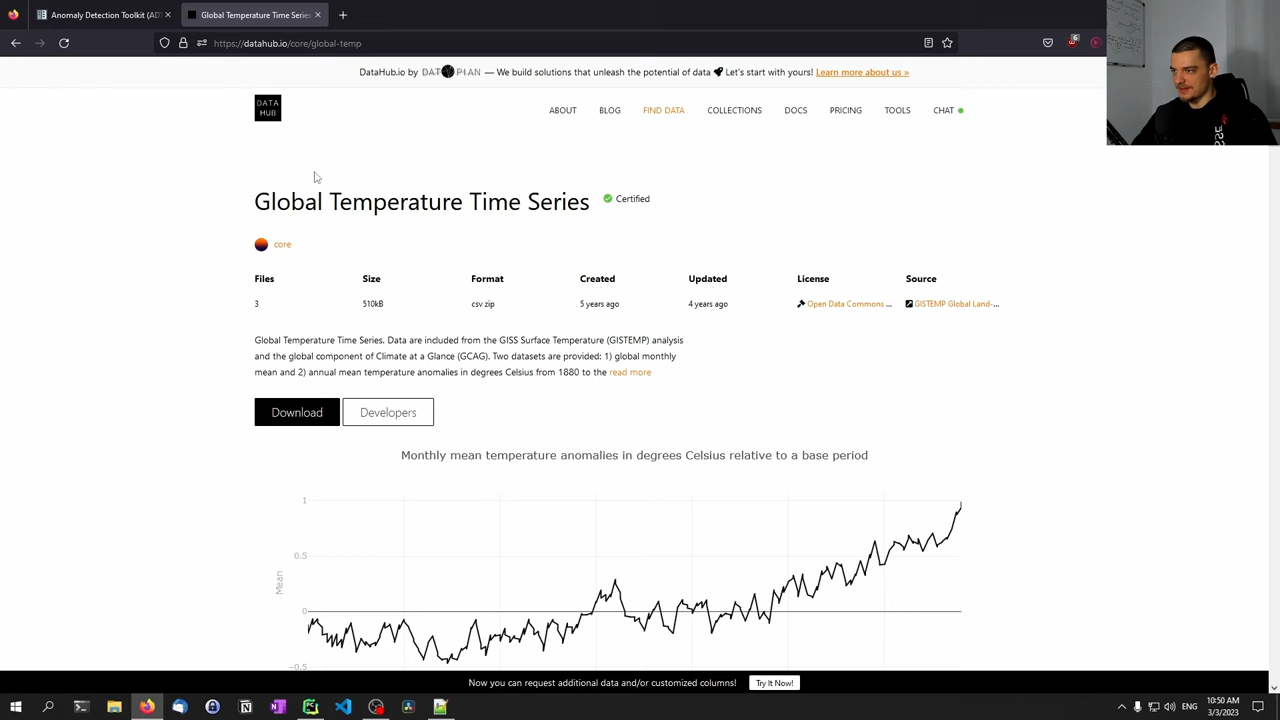 Anomaly Detection Toolkit (ADT
Global Temperature Time Series
https://datahub.io/core/global-temp
6
DataHub.io by DATOPIAN — We build solutions that unleash the potential of data 🚀 Let's start with yours! Learn more about us »
DATA
HUB
ABOUT BLOG FIND DATA COLLECTIONS DOCS PRICING TOOLS CHAT
Global Temperature Time Series Certified
core
Files Size Format Created Updated License Source
3 510kB csv zip 5 years ago 4 years ago Open Data Commons ... GISTEMP Global Land-...
Global Temperature Time Series. Data are included from the GISS Surface Temperature (GISTEMP) analysis
and the global component of Climate at a Glance (GCAG). Two datasets are provided: 1) global monthly
mean and 2) annual mean temperature anomalies in degrees Celsius from 1880 to the read more
Download Developers
Monthly mean temperature anomalies in degrees Celsius relative to a base period
1
0.5
Mean
0
−0.5
Now you can request additional data and/or customized columns! Try It Now!
ENG
10:50 AM
3/3/2023